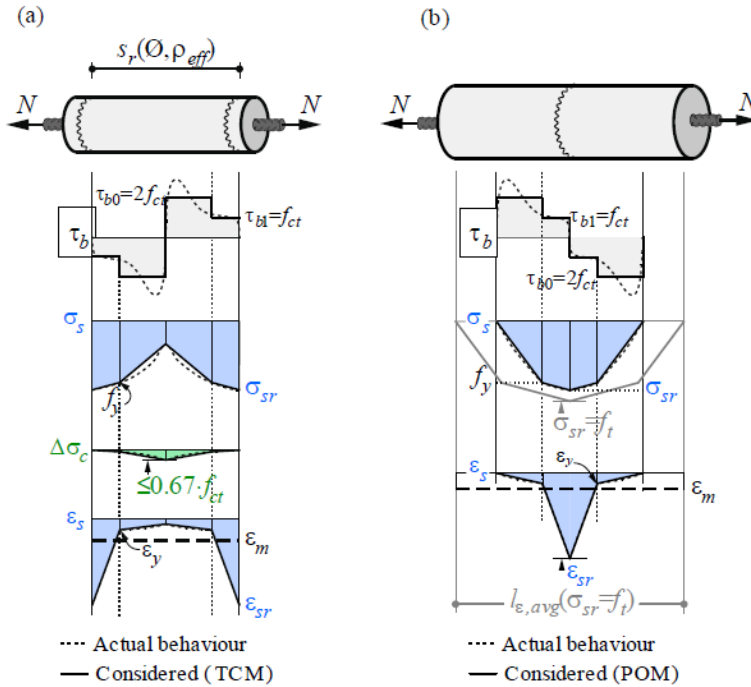 (a)
(b)
s_r(Ø, ρ_eff)
N
N
N
N
τ_b0=2f_ct
τ_b1=f_ct
τ_b
τ_b1=f_ct
τ_b
τ_b0=2f_ct
σ_s
σ_s
f_y
f_y
σ_sr
σ_sr
σ_sr=f_t
Δσ_c
≤0.67·f_ct
ε_s
ε_y
ε_m
ε_s
ε_m
ε_y
ε_sr
ε_sr
l_ε,avg(σ_sr=f_t)
Actual behaviour
Actual behaviour
Considered (TCM)
Considered (POM)